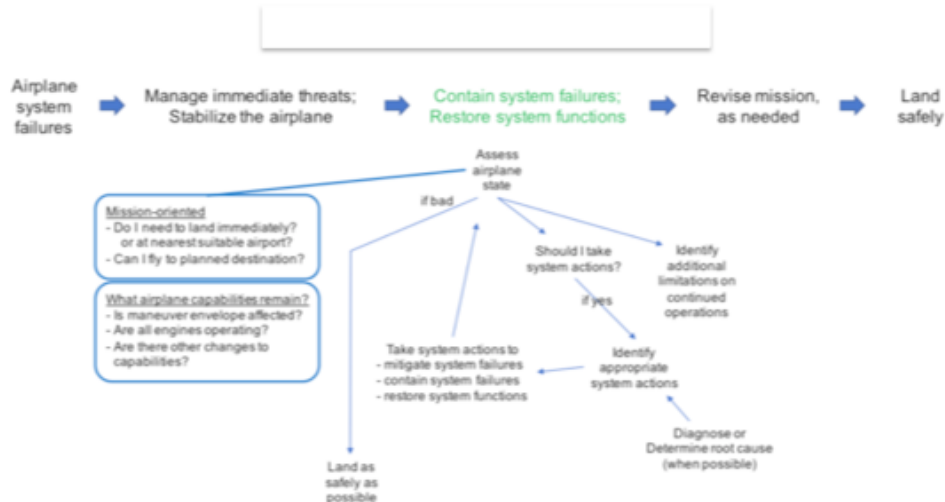 Airplane
system
failures
Manage immediate threats;
Stabilize the airplane
Contain system failures;
Restore system functions
Revise mission,
as needed
Land
safely
Assess
airplane
state
if bad
Mission-oriented
- Do I need to land immediately?
or at nearest suitable airport?
- Can I fly to planned destination?
What airplane capabilities remain?
- Is maneuver envelope affected?
- Are all engines operating?
- Are there other changes to
capabilities?
Should I take
system actions?
if yes
Identify
additional
limitations on
continued
operations
Take system actions to
- mitigate system failures
- contain system failures
- restore system functions
Identify
appropriate
system actions
Diagnose or
Determine root cause
(when possible)
Land as
safely as
possible